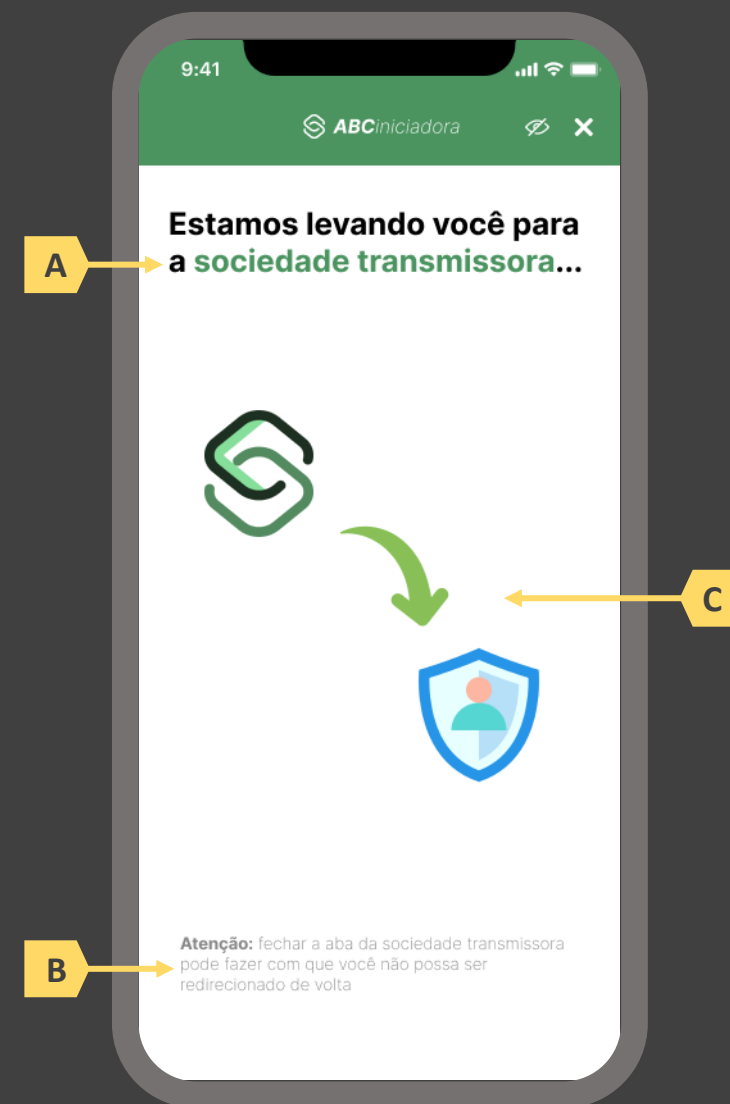 9:41
ABCiniciadora
Estamos levando você para
A
a sociedade transmissora...
C
Atenção: fechar a aba da sociedade transmissora
B
pode fazer com que você não possa ser
redirecionado de volta